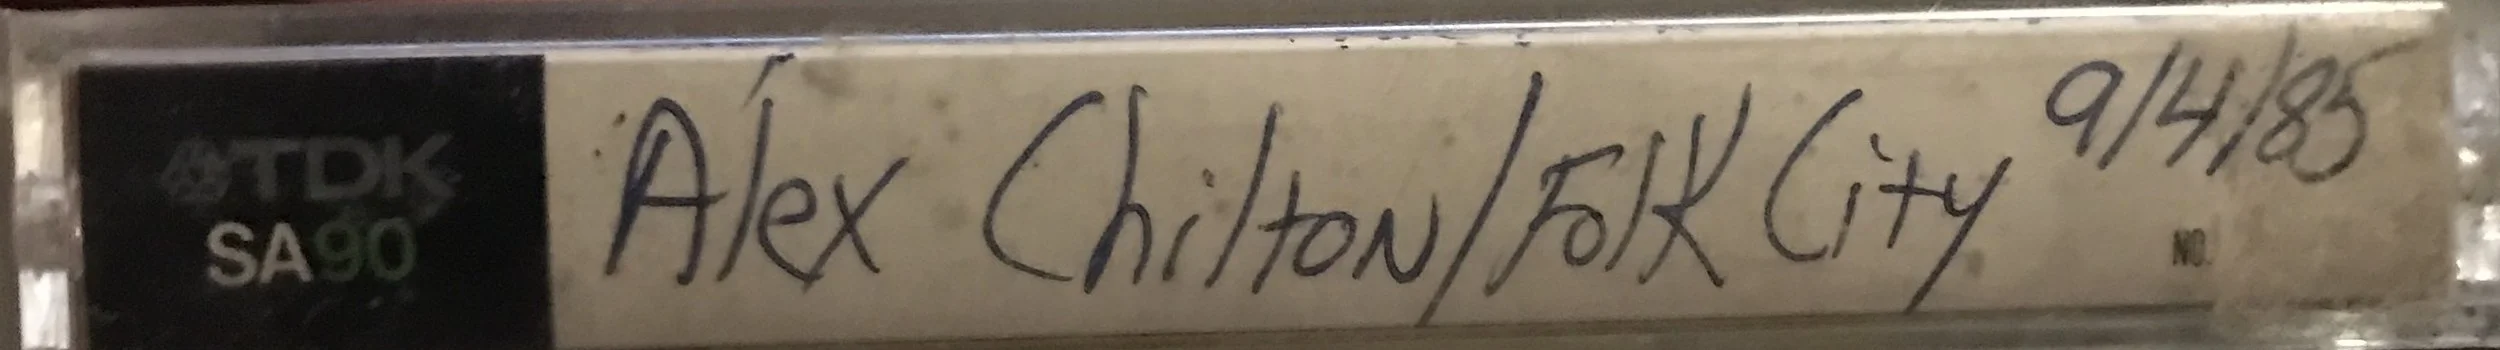 TDK
SA90
Alex Chilton/Folk City 9/4/85
NO.